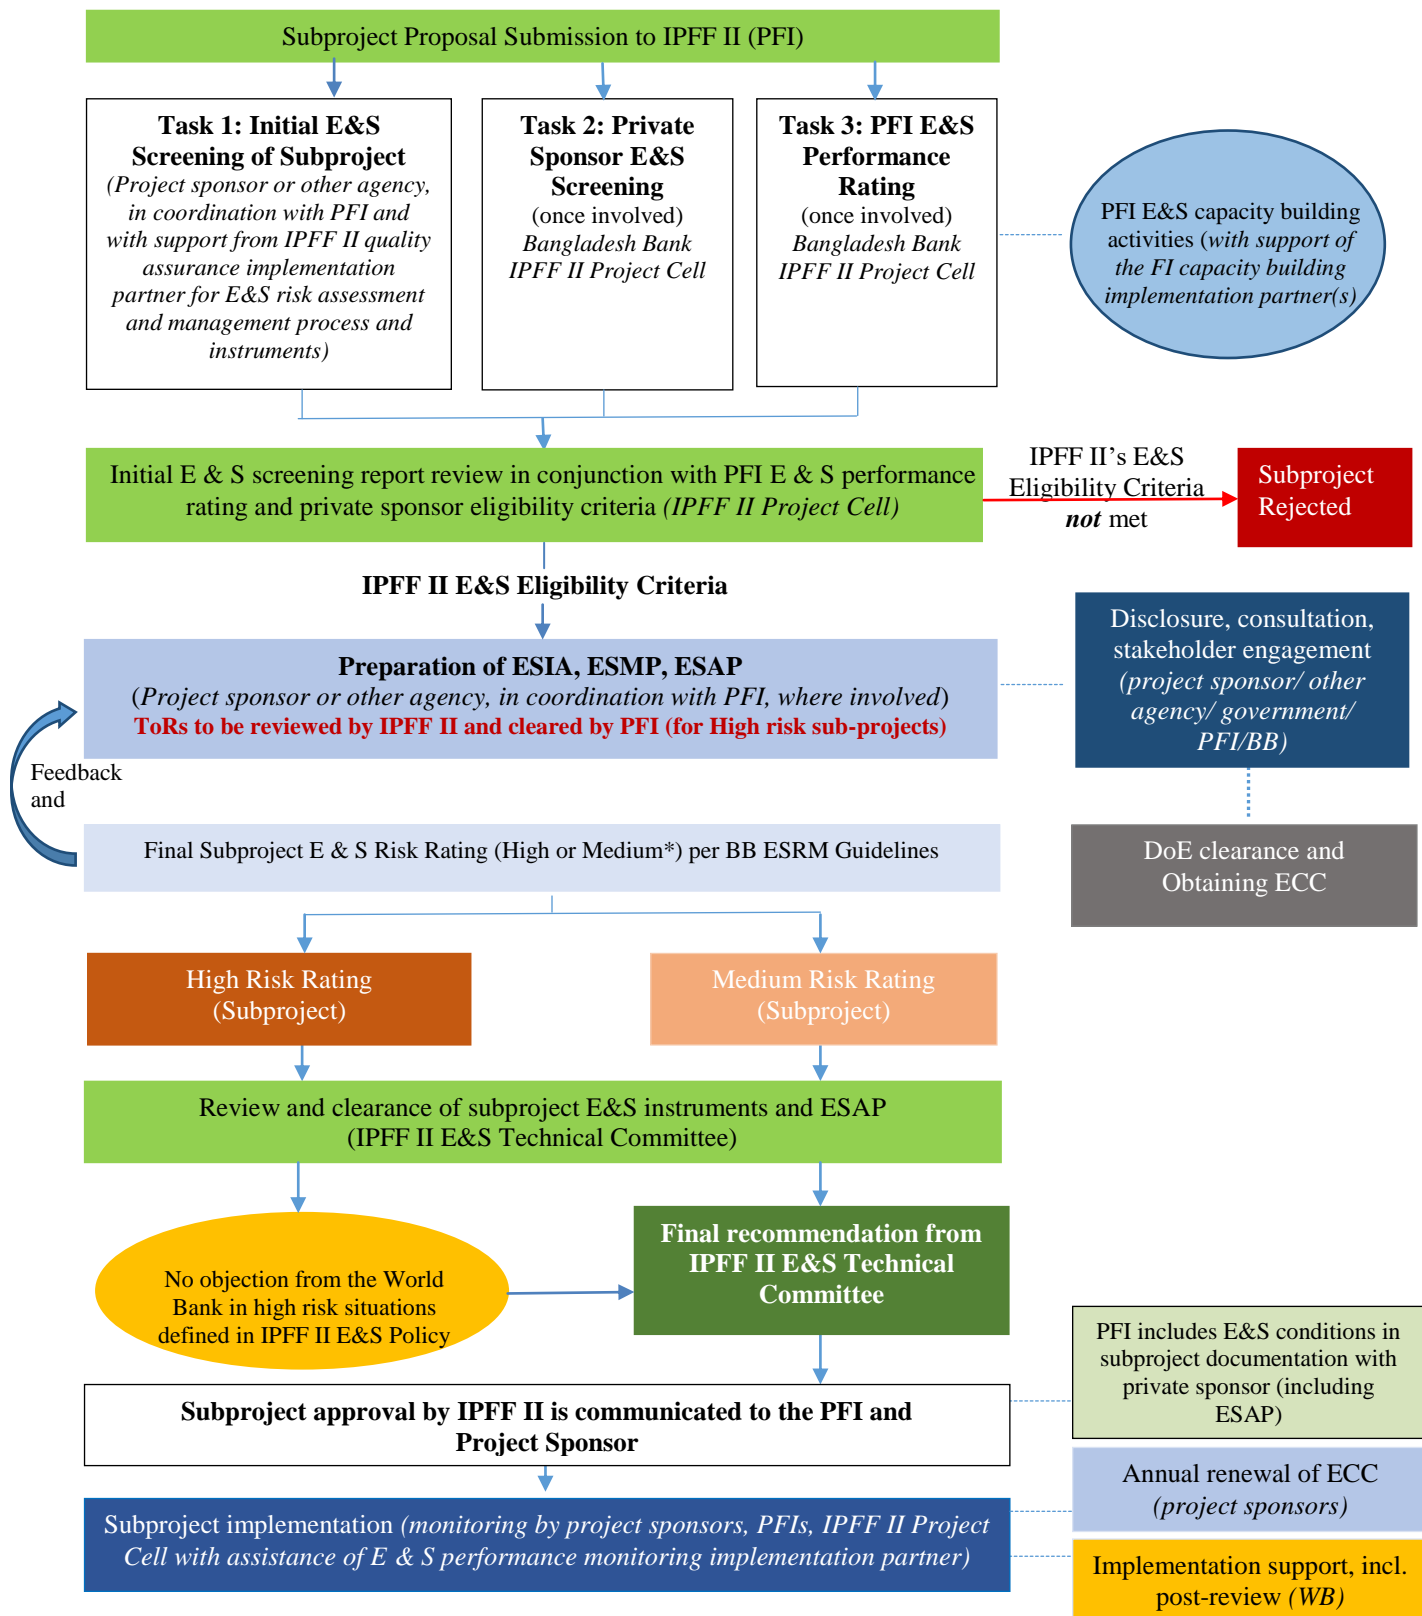 Subproject Proposal Submission to IPFF II (PFI)
Task 1: Initial E&S
Screening of Subproject
(Project sponsor or other agency,
in coordination with PFI and
with support from IPFF II quality
assurance implementation
partner for E&S risk assessment
and management process and
instruments)
Task 2: Private
Sponsor E&S
Screening
(once involved)
Bangladesh Bank
IPFF II Project Cell
Task 3: PFI E&S
Performance
Rating
(once involved)
Bangladesh Bank
IPFF II Project Cell
PFI E&S capacity building
activities (with support of
the FI capacity building
implementation partner(s)
Initial E & S screening report review in conjunction with PFI E & S performance
rating and private sponsor eligibility criteria (IPFF II Project Cell)
IPFF II’s E&S
Eligibility Criteria
not met
Subproject
Rejected
IPFF II E&S Eligibility Criteria
Preparation of ESIA, ESMP, ESAP
(Project sponsor or other agency, in coordination with PFI, where involved)
ToRs to be reviewed by IPFF II and cleared by PFI (for High risk sub-projects)
Disclosure, consultation,
stakeholder engagement
(project sponsor/ other
agency/ government/
PFI/BB)
Feedback
and
Final Subproject E & S Risk Rating (High or Medium*) per BB ESRM Guidelines
DoE clearance and
Obtaining ECC
High Risk Rating
(Subproject)
Medium Risk Rating
(Subproject)
Review and clearance of subproject E&S instruments and ESAP
(IPFF II E&S Technical Committee)
No objection from the World
Bank in high risk situations
defined in IPFF II E&S Policy
Final recommendation from
IPFF II E&S Technical
Committee
PFI includes E&S conditions in
subproject documentation with
private sponsor (including
ESAP)
Subproject approval by IPFF II is communicated to the PFI and
Project Sponsor
Annual renewal of ECC
(project sponsors)
Subproject implementation (monitoring by project sponsors, PFIs, IPFF II Project
Cell with assistance of E & S performance monitoring implementation partner)
Implementation support, incl.
post-review (WB)